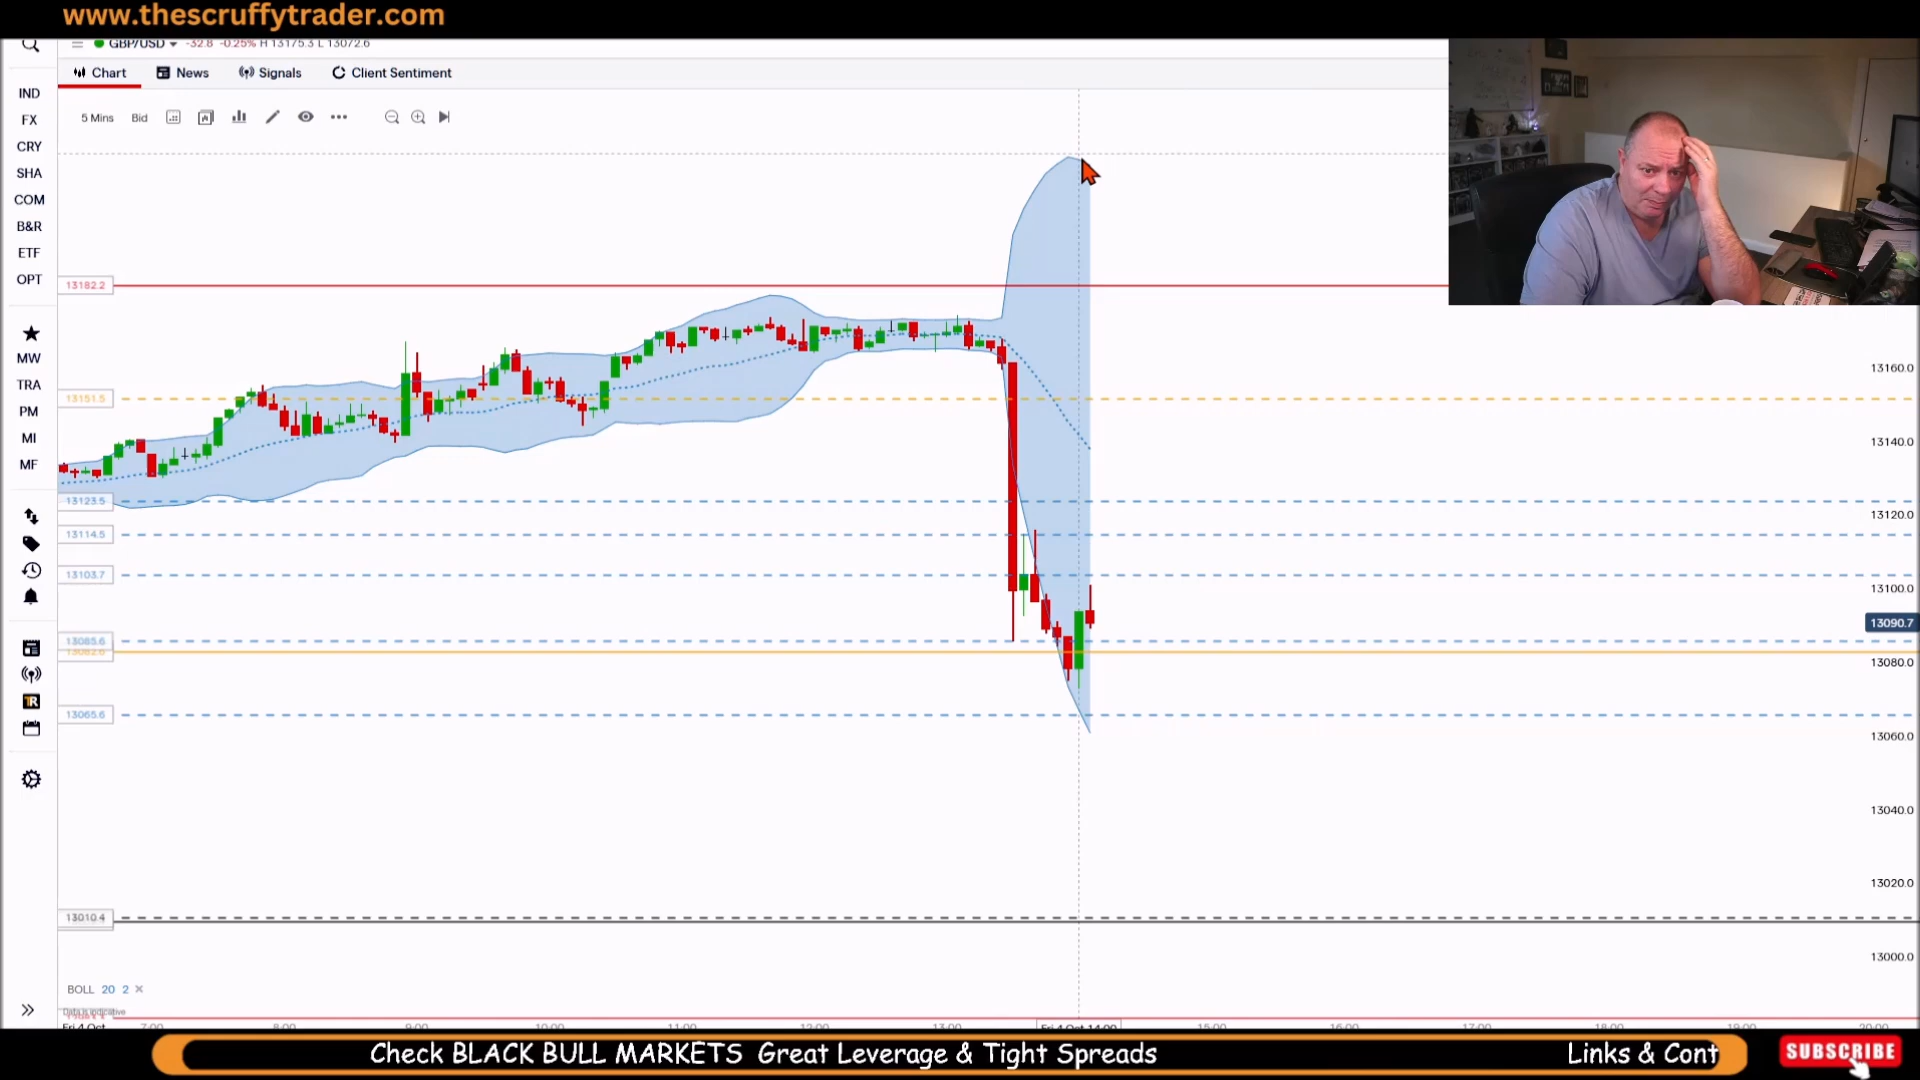 www.thescruffytrader.com
GBP/USD -32.8 -0.25% H 13175.3 L 13072.6
Chart News Signals Client Sentiment
5 Mins Bid
IND
FX
CRY
SHA
COM
B&R
ETF
OPT
MW
TRA
PM
MI
MF
13182.2
13151.5
13123.5
13114.5
13103.7
13085.6
13082.6
13065.6
13010.4
13160.0
13140.0
13120.0
13100.0
13090.7
13080.0
13060.0
13040.0
13020.0
13000.0
BOLL 20 2
Data is indicative
Fri 4 Oct 7:00 8:00 9:00 10:00 11:00 12:00 13:00 Fri 4 Oct 14:00 15:00 16:00 17:00 18:00 19:00 20:00
Check BLACK BULL MARKETS Great Leverage & Tight Spreads
Links & Cont
SUBSCRIBE